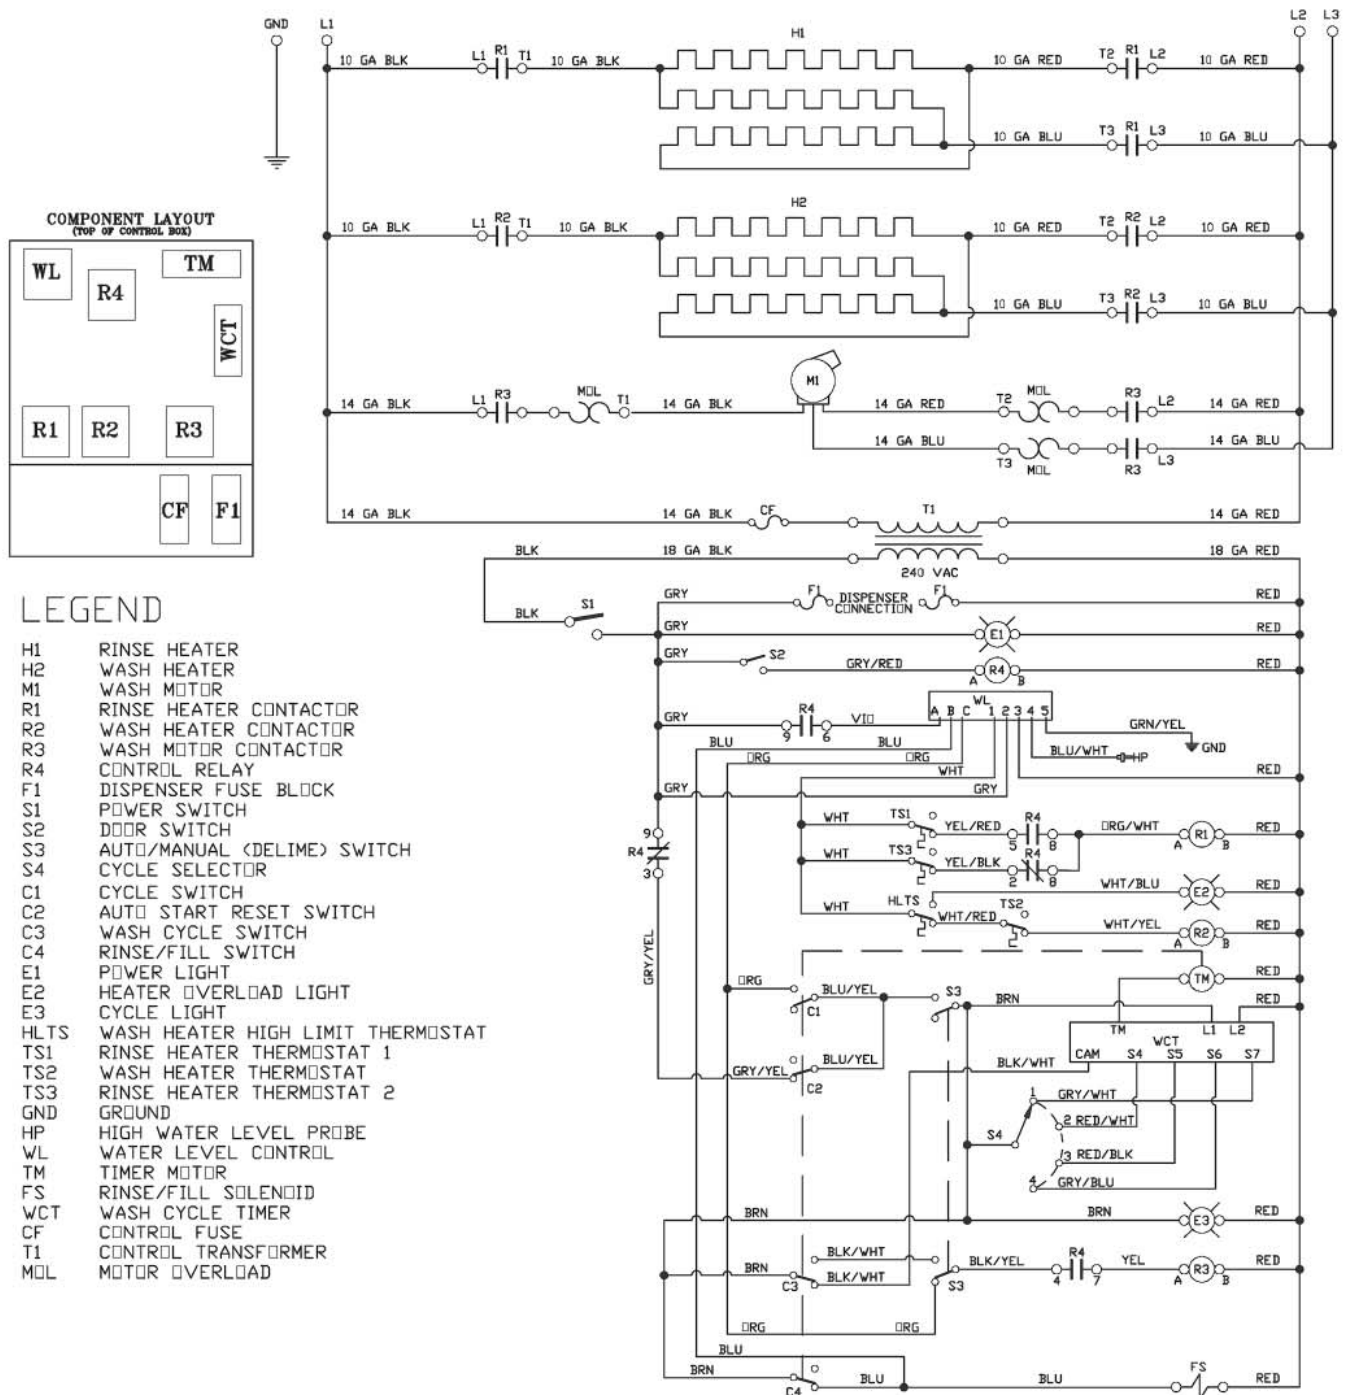 GND L1 L2 L3
H1
10 GA BLK L1 R1 T1 10 GA BLK 10 GA RED T2 R1 L2 10 GA RED
10 GA BLU T3 R1 L3 10 GA BLU
H2
10 GA BLK L1 R2 T1 10 GA BLK 10 GA RED T2 R2 L2 10 GA RED
10 GA BLU T3 R2 L3 10 GA BLU
COMPONENT LAYOUT
(TOP OF CONTROL BOX)
WL
TM
R4
WCT
R1 R2 R3
CF F1
M1
14 GA BLK L1 R3 MOL T1 14 GA BLK 14 GA RED T2 MOL R3 L2 14 GA RED
14 GA BLU T3 MOL R3 L3 14 GA BLU
14 GA BLK 14 GA BLK CF T1 14 GA RED
BLK 18 GA BLK 18 GA RED
240 VAC
GRY F1 DISPENSER CONNECTION F1 RED
BLK S1
GRY E1 RED
GRY S2 GRY/RED A R4 B RED
WL
A B C 1 2 3 4 5
GRY R4 9 6 VIO GRN/YEL
GND
BLU BLU BLU/WHT HP
ORG ORG
WHT RED
GRY GRY
9 R4 3
WHT TS1 YEL/RED R4 5 8 ORG/WHT A R1 B RED
WHT TS3 YEL/BLK R4 2 8
WHT/BLU E2 RED
WHT HLTS WHT/RED TS2 WHT/YEL A R2 B RED
GRY/YEL
TM RED
ORG C1 BLU/YEL S3 BRN RED
TM L1 L2
WCT
CAM S4 S5 S6 S7
GRY/YEL C2 BLU/YEL BLK/WHT
1 GRY/WHT
2 RED/WHT
S4
3 RED/BLK
4 GRY/BLU
BRN BRN E3 RED
BLK/WHT
BRN C3 BLK/WHT S3 BLK/YEL R4 4 7 YEL A R3 B RED
ORG ORG
BLU
BRN C4 BLU BLU FS RED
LEGEND
H1 RINSE HEATER
H2 WASH HEATER
M1 WASH MOTOR
R1 RINSE HEATER CONTACTOR
R2 WASH HEATER CONTACTOR
R3 WASH MOTOR CONTACTOR
R4 CONTROL RELAY
F1 DISPENSER FUSE BLOCK
S1 POWER SWITCH
S2 DOOR SWITCH
S3 AUTO/MANUAL (DELIME) SWITCH
S4 CYCLE SELECTOR
C1 CYCLE SWITCH
C2 AUTO START RESET SWITCH
C3 WASH CYCLE SWITCH
C4 RINSE/FILL SWITCH
E1 POWER LIGHT
E2 HEATER OVERLOAD LIGHT
E3 CYCLE LIGHT
HLTS WASH HEATER HIGH LIMIT THERMOSTAT
TS1 RINSE HEATER THERMOSTAT 1
TS2 WASH HEATER THERMOSTAT
TS3 RINSE HEATER THERMOSTAT 2
GND GROUND
HP HIGH WATER LEVEL PROBE
WL WATER LEVEL CONTROL
TM TIMER MOTOR
FS RINSE/FILL SOLENOID
WCT WASH CYCLE TIMER
CF CONTROL FUSE
T1 CONTROL TRANSFORMER
MOL MOTOR OVERLOAD